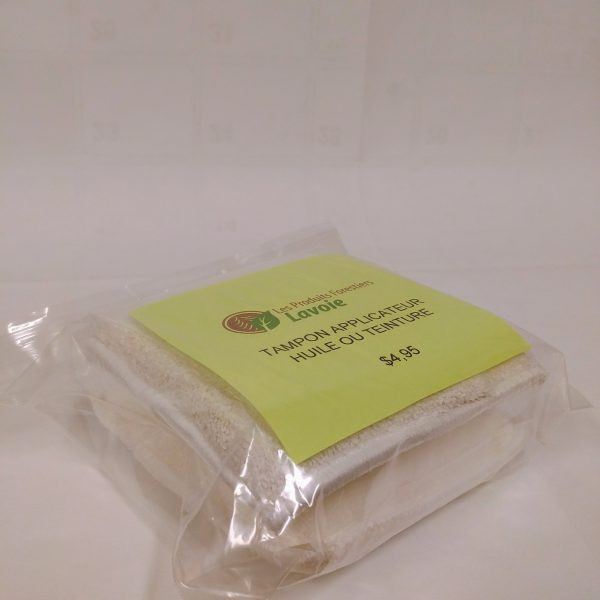 Les Produits Forestiers
Lavoie
TAMPON APPLICATEUR
HUILE OU TEINTURE
$4,95